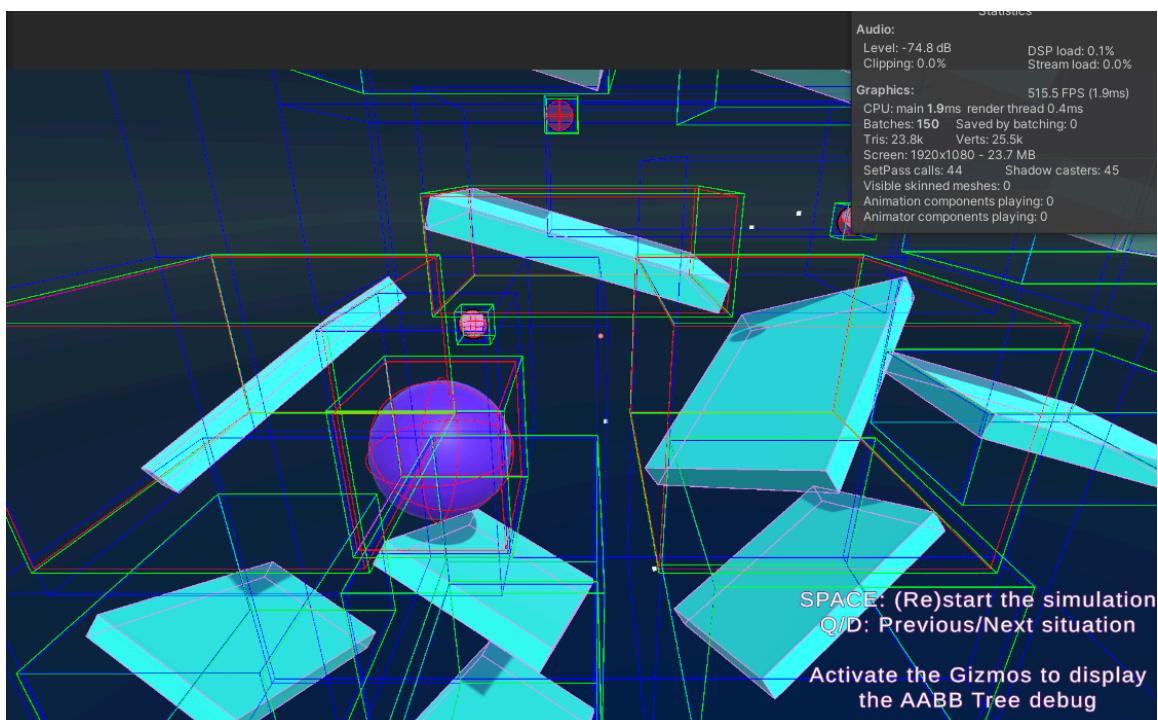 Statistics
Audio:
Level: -74.8 dB
DSP load: 0.1%
Clipping: 0.0%
Stream load: 0.0%
Graphics:
515.5 FPS (1.9ms)
CPU: main 1.9ms render thread 0.4ms
Batches: 150 Saved by batching: 0
Tris: 23.8k Verts: 25.5k
Screen: 1920x1080 - 23.7 MB
SetPass calls: 44 Shadow casters: 45
Visible skinned meshes: 0
Animation components playing: 0
Animator components playing: 0
SPACE: (Re)start the simulation
Q/D: Previous/Next situation
Activate the Gizmos to display
the AABB Tree debug